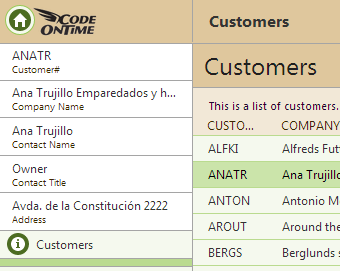 CODE
ONTIME
ANATR
Customer#
Ana Trujillo Emparedados y h...
Company Name
Ana Trujillo
Contact Name
Owner
Contact Title
Avda. de la Constitución 2222
Address
Customers
Customers
Customers
This is a list of customers.
CUSTO... COMPANY
ALFKI Alfreds Fut
ANATR Ana Trujillo
ANTON Antonio M
AROUT Around the
BERGS Berglunds s